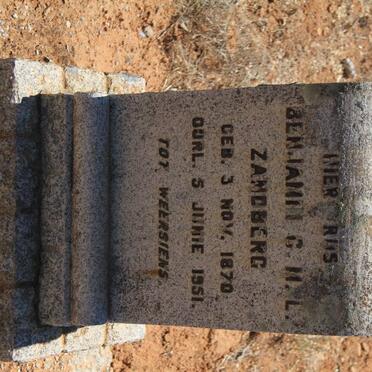 HIER RUS
BENJAMIN G.H.L.
ZANDBERG
GEB. 3 NOV. 1870
OORL. 5 JUNIE 1951.
TOT WEERSIENS.